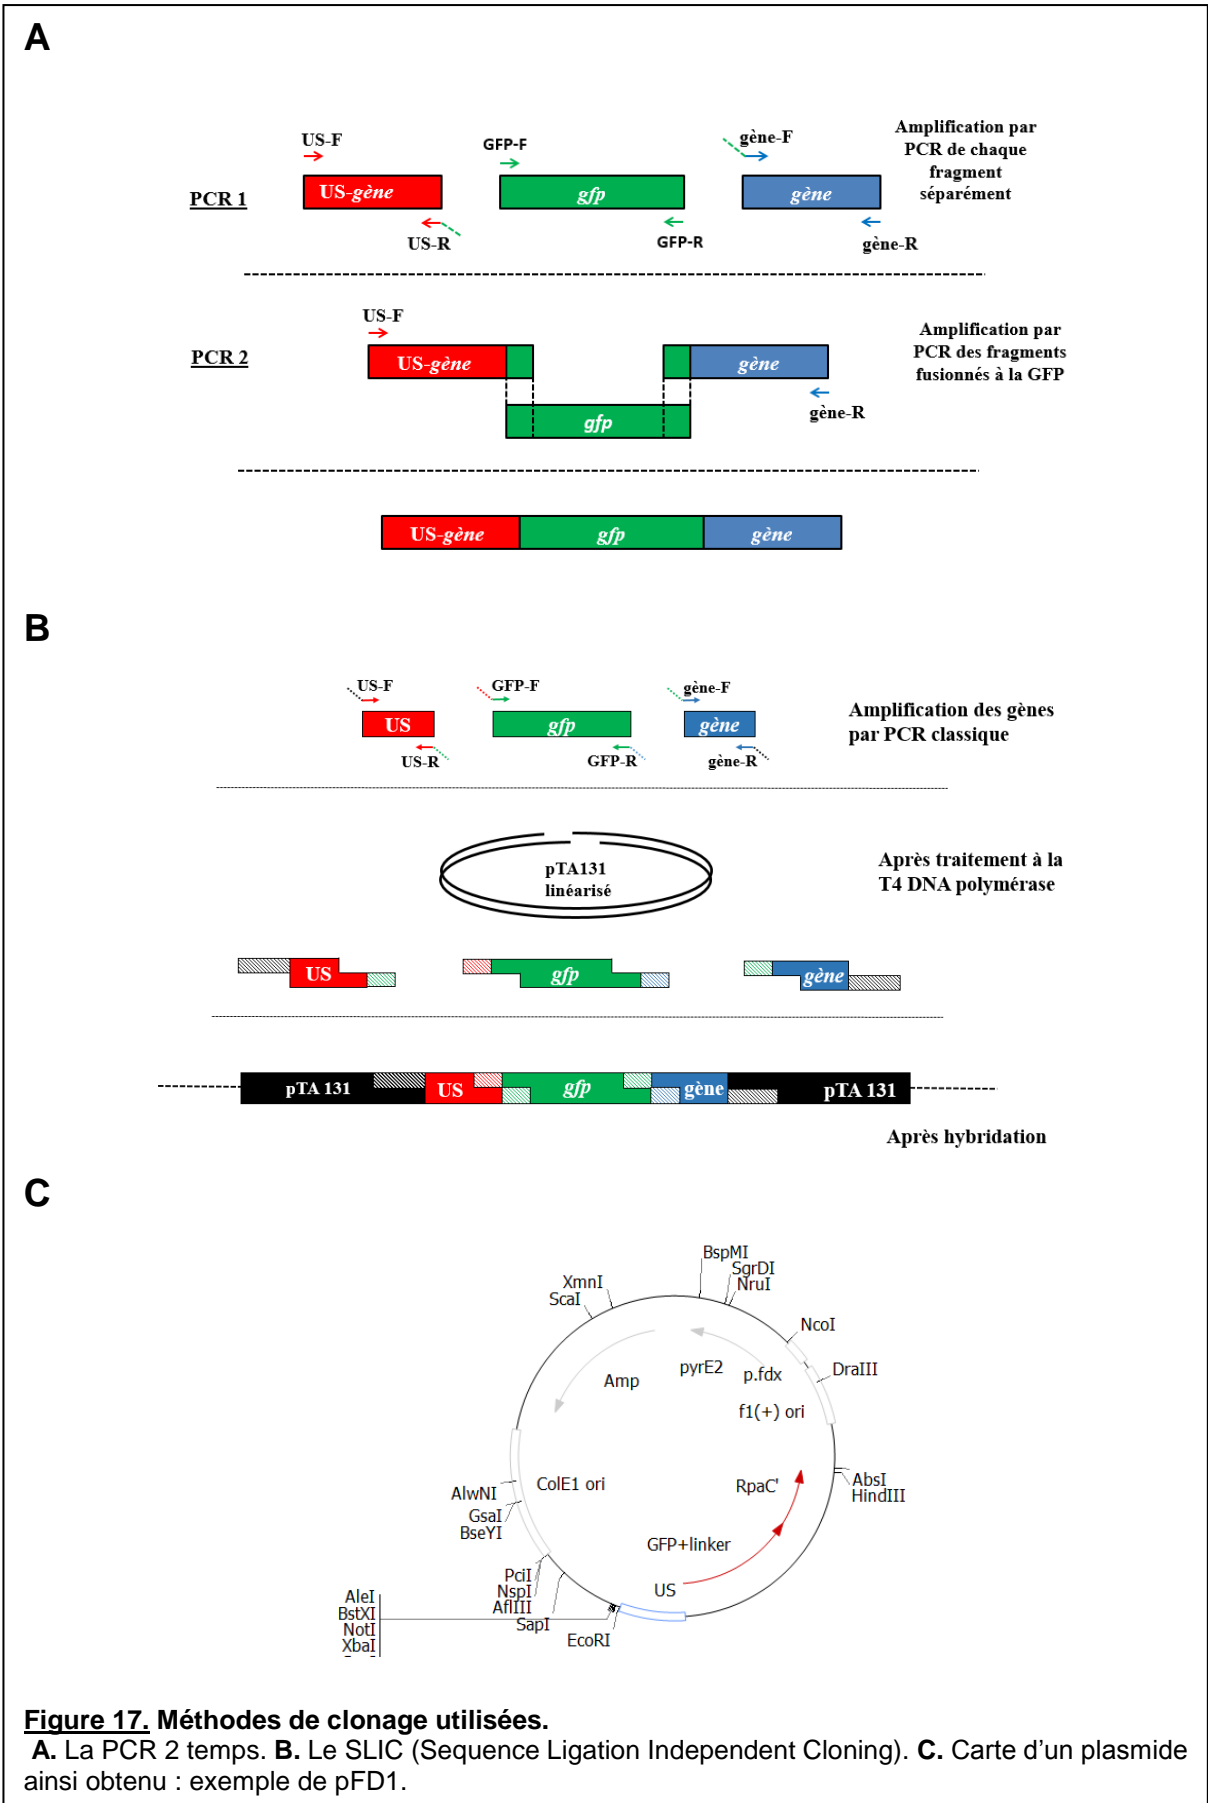 A
US-F
GFP-F
gène-F
Amplification par
PCR de chaque
fragment
séparément
PCR 1
US-gène
gfp
gène
US-R
GFP-R
gène-R
US-F
PCR 2
US-gène
gène
Amplification par
PCR des fragments
fusionnés à la GFP
gfp
gène-R
US-gène
gfp
gène
B
US-F
GFP-F
gène-F
US
gfp
gène
Amplification des gènes
par PCR classique
US-R
GFP-R
gène-R
pTA131
linéarisé
Après traitement à la
T4 DNA polymérase
US
gfp
gène
pTA 131
US
gfp
gène
pTA 131
Après hybridation
C
BspMI
SgrDI
NruI
XmnI
ScaI
NcoI
DraIII
pyrE2
p.fdx
Amp
f1(+) ori
AbsI
HindIII
RpaC'
ColE1 ori
AlwNI
GsaI
BseYI
GFP+linker
PciI
NspI
AflIII
SapI
US
EcoRI
AleI
BstXI
NotI
XbaI
Figure 17. Méthodes de clonage utilisées.
A. La PCR 2 temps. B. Le SLIC (Sequence Ligation Independent Cloning). C. Carte d'un plasmide
ainsi obtenu : exemple de pFD1.